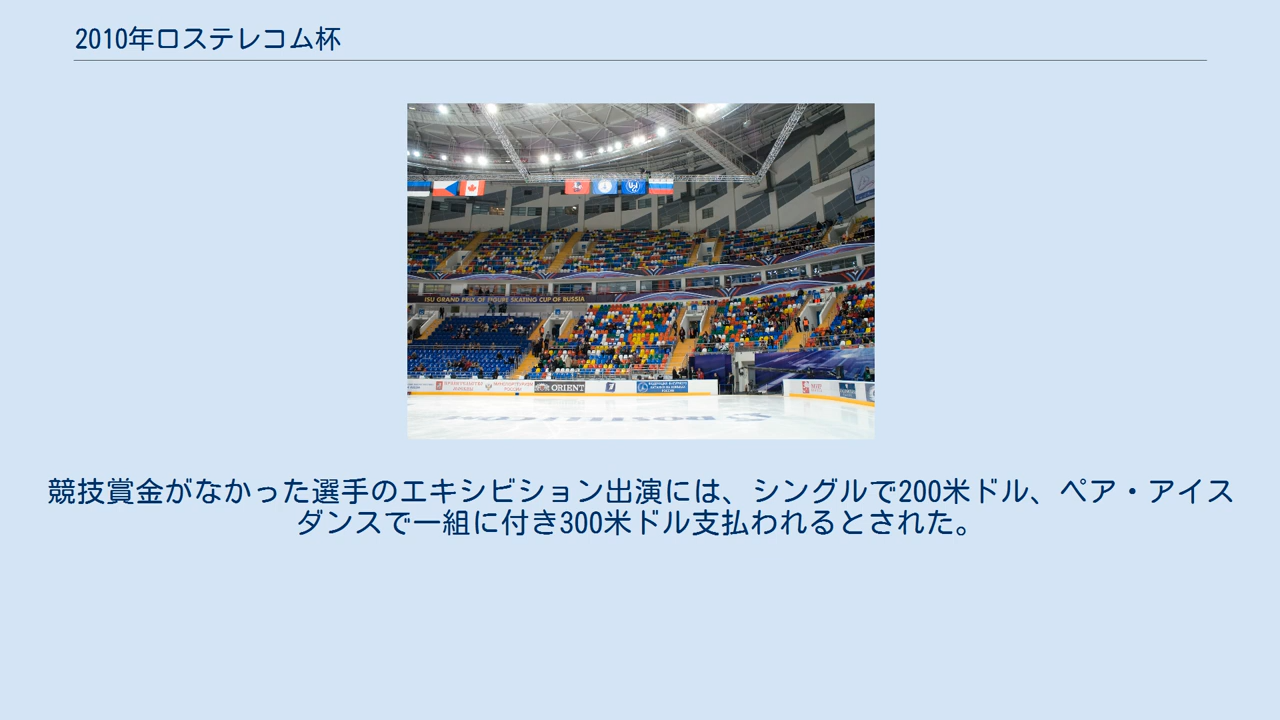 2010年ロステレコム杯
ISU GRAND PRIX OF FIGURE SKATING CUP OF RUSSIA
ORIENT
競技賞金がなかった選手のエキシビション出演には、シングルで200米ドル、ペア・アイス
ダンスで一組に付き300米ドル支払われるとされた。